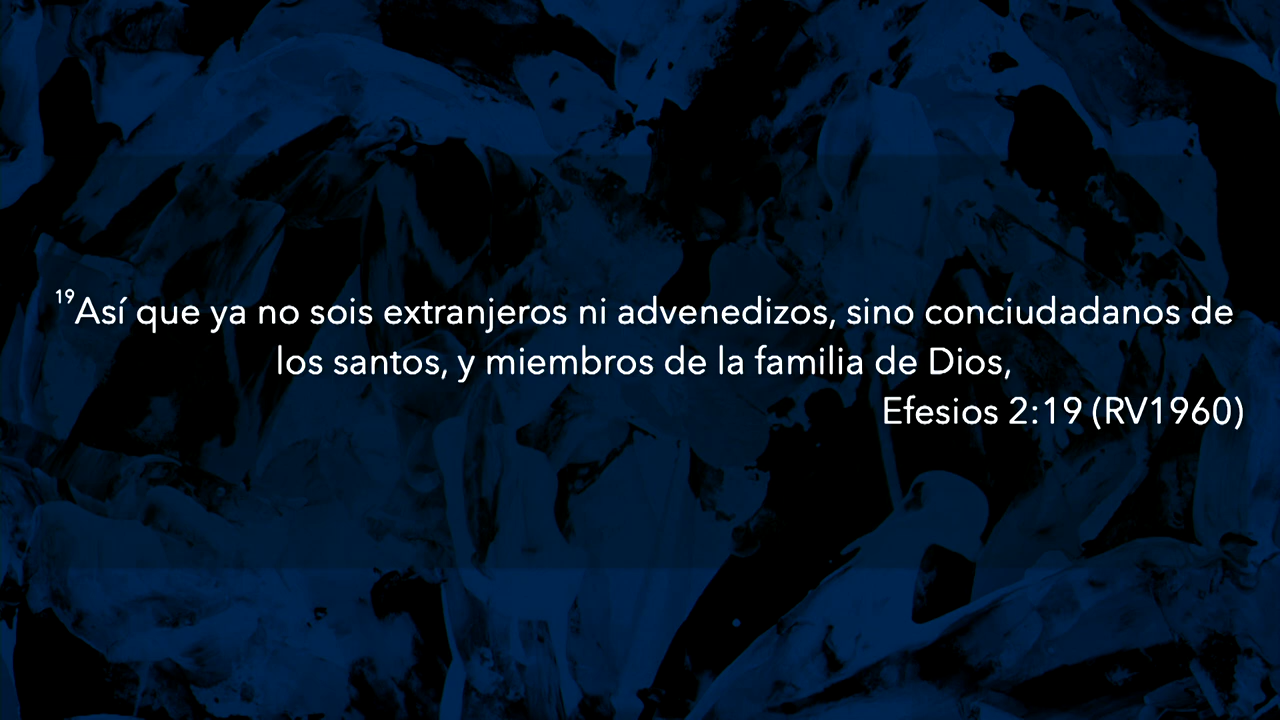 19Así que ya no sois extranjeros ni advenedizos, sino conciudadanos de
los santos, y miembros de la familia de Dios,
Efesios 2:19 (RV1960)